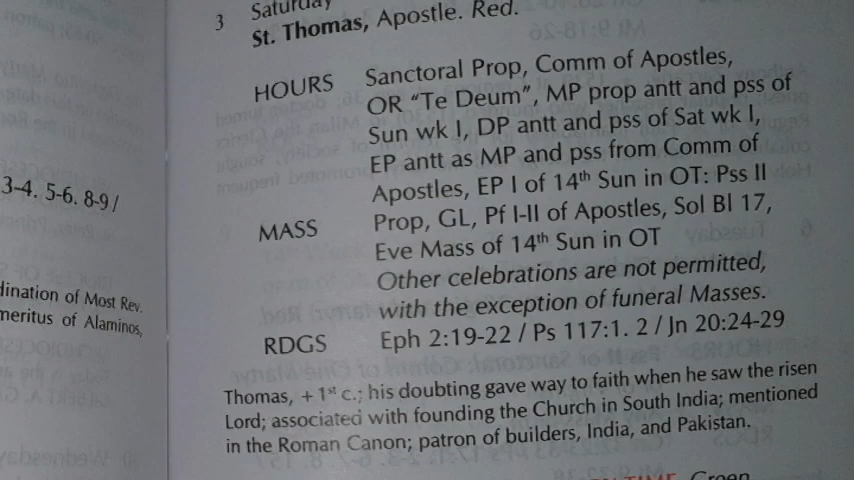 3-4. 5-6. 8-9/
dination of Most Rev.
meritus of Alaminos,
3 Saturday
St. Thomas, Apostle. Red.
HOURS Sanctoral Prop, Comm of Apostles,
OR “Te Deum”, MP prop antt and pss of
Sun wk I, DP antt and pss of Sat wk I,
EP antt as MP and pss from Comm of
Apostles, EP I of 14th Sun in OT: Pss II
MASS Prop, GL, Pf I-II of Apostles, Sol Bl 17,
Eve Mass of 14th Sun in OT
Other celebrations are not permitted,
with the exception of funeral Masses.
RDGS Eph 2:19-22 / Ps 117:1. 2 / Jn 20:24-29
Thomas, + 1st c.; his doubting gave way to faith when he saw the risen
Lord; associated with founding the Church in South India; mentioned
in the Roman Canon; patron of builders, India, and Pakistan.
TIME Green